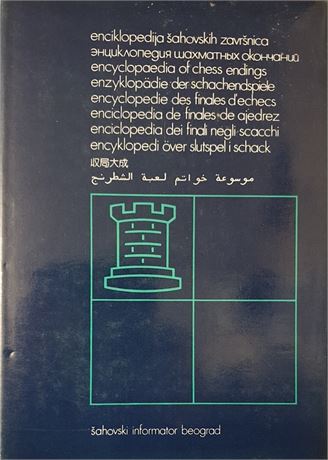 enciklopedija šahovskih završnica
энциклопедия шахматных окончаний
encyclopaedia of chess endings
enzyklopädie der schachendspiele
encyclopedie des finales d'echecs
enciclopedia de finales de ajedrez
enciclopedia dei finali negli scacchi
encyklopedi över slutspel i schack
収局大成
موسوعة خواتم لعبة الشطرنج
šahovski informator beograd